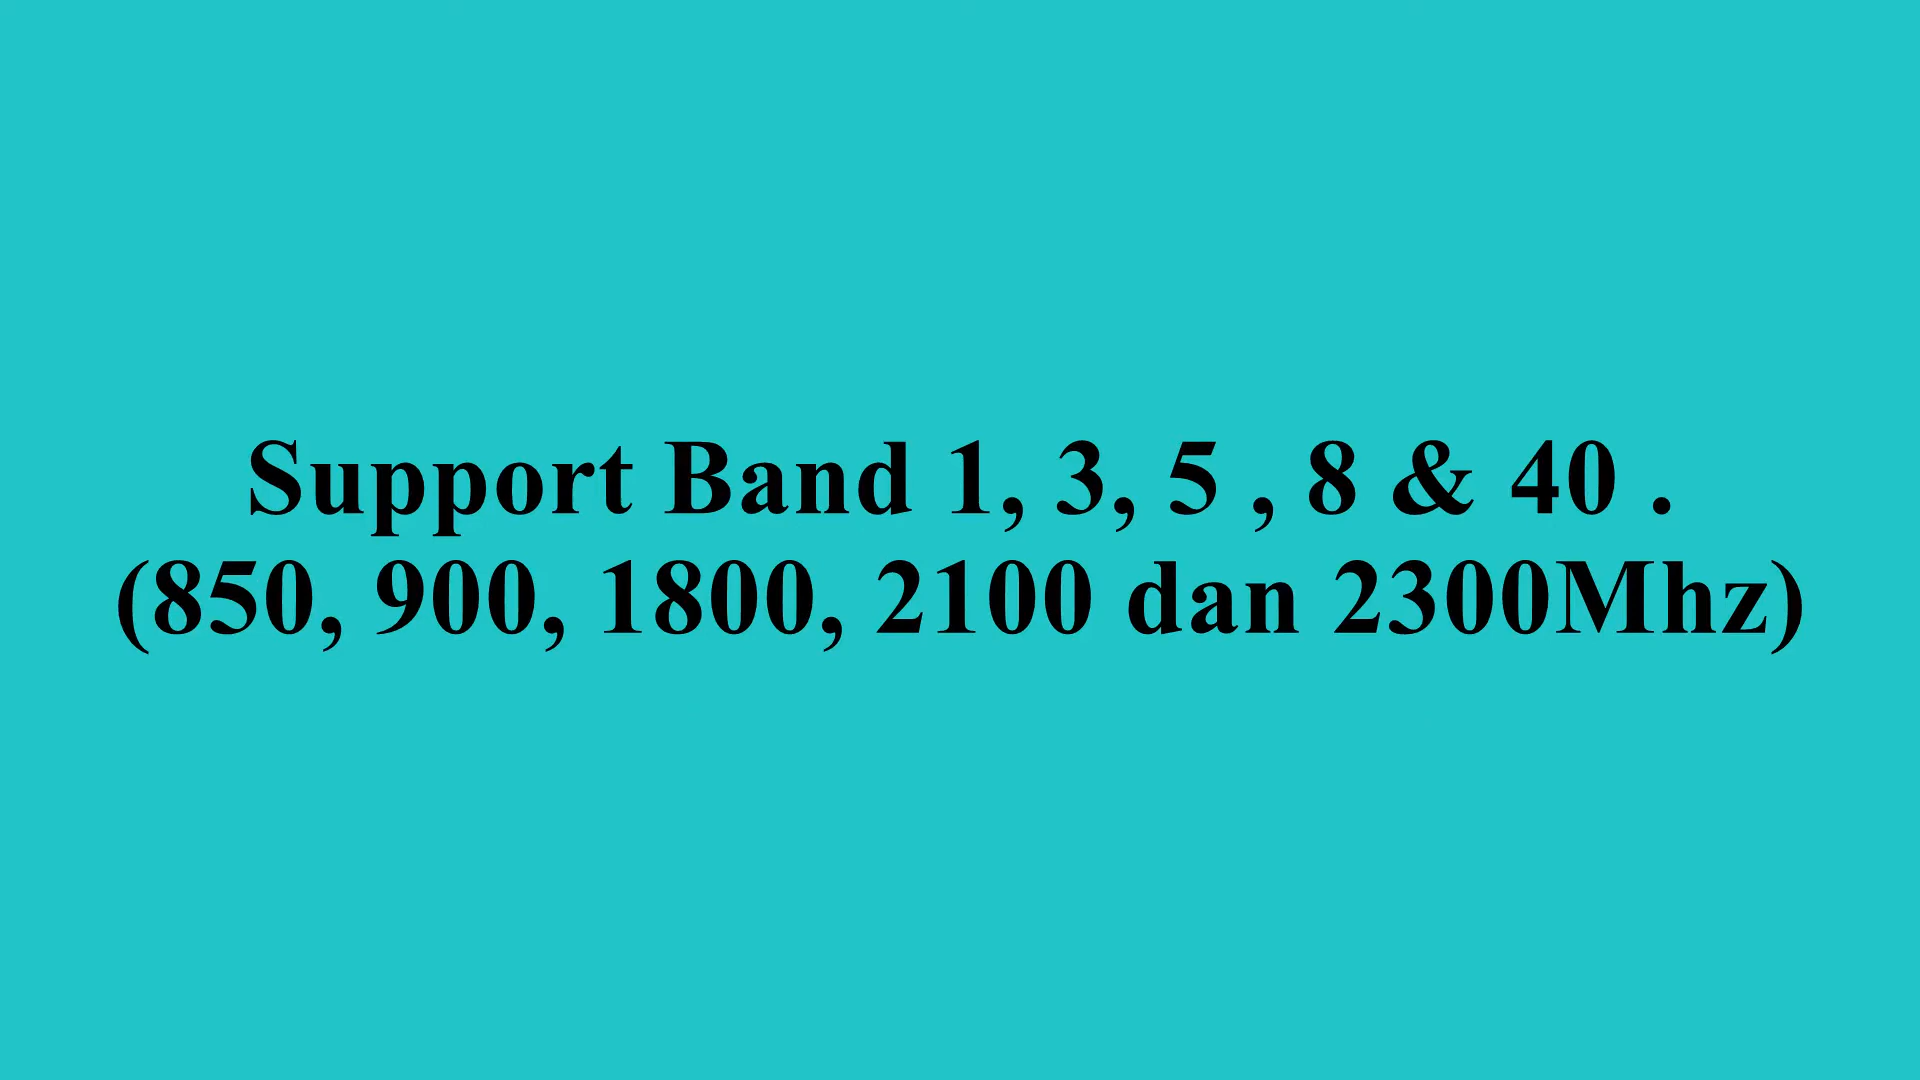 Support Band 1, 3, 5 , 8 & 40 .
(850, 900, 1800, 2100 dan 2300Mhz)